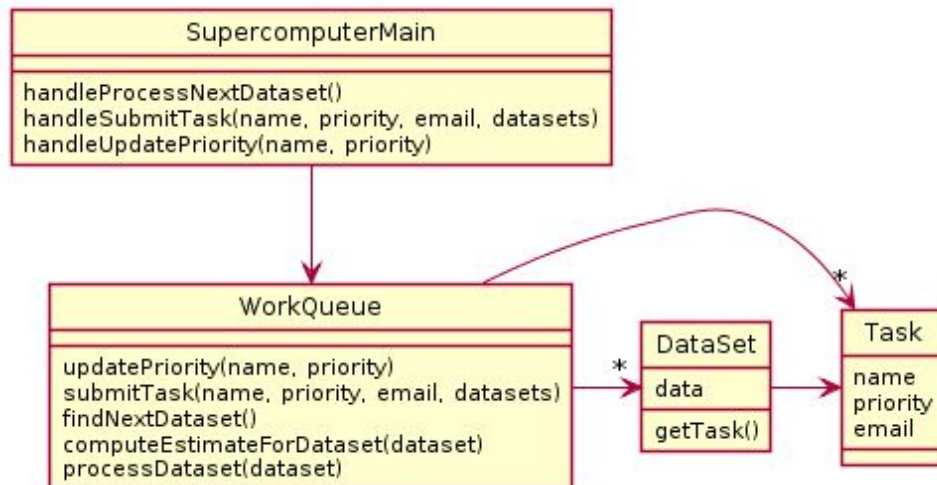 SupercomputerMain
handleProcessNextDataset()
handleSubmitTask(name, priority, email, datasets)
handleUpdatePriority(name, priority)
*
WorkQueue
updatePriority(name, priority)
submitTask(name, priority, email, datasets)
findNextDataset()
computeEstimateForDataset(dataset)
processDataset(dataset)
*
DataSet
data
getTask()
Task
name
priority
email